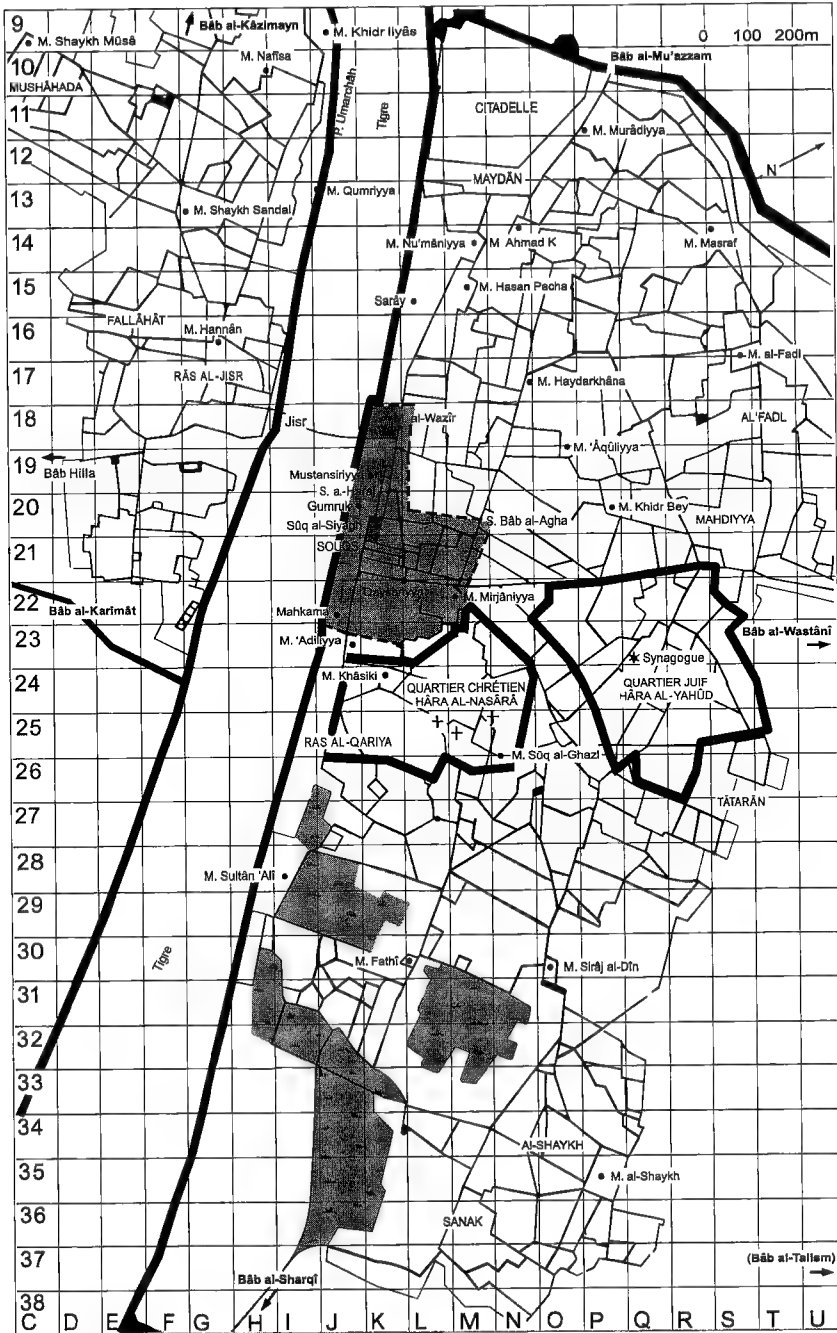 9
Bâb al-Kâzimayn
M. Khidr Iliyâs
M. Shaykh Mûsâ
M. Nafîsa
Bâb al-Mu'azzam
0 100 200m
10
MUSHÂHADA
P. Umarchâh
Tigre
CITADELLE
11
M. Murâdiyya
12
N
MAYDÂN
13
M. Qumriyya
M. Shaykh Sandal
14
M. Nu'mâniyya
M Ahmad K
M. Masraf
15
M. Hasan Pacha
Sarây
16
FALLÂHÂT
M. Hannân
M. al-Fadl
17
RÂS AL-JISR
M. Haydarkhâna
18
Jisr
al-Wazîr
AL'FADL
19
Bâb Hilla
M. 'Âqûliyya
Mustansiriyya
20
S. a.-Haraj
Gumruk
M. Khidr Bey
MAHDIYYA
Sûq al-Siyâgh
S. Bâb al-Agha
21
SOUQS
22
Bâb al-Karîmât
M. Mirjâniyya
Mahkama
23
M. 'Adiliyya
Bâb al-Wastânî
Synagogue
24
M. Khâsiki
QUARTIER CHRÉTIEN
HÂRA AL-NASÂRÂ
QUARTIER JUIF
HÂRA AL-YAHÛD
25
RAS AL-QARIYA
26
M. Sûq al-Ghazl
TÂTARÂN
27
28
M. Sultân 'Alî
29
30
Tigre
M. Fathî
M. Sirâj al-Dîn
31
32
33
34
Al-SHAYKH
35
M. al-Shaykh
36
SANAK
37
Bâb al-Sharqî
(Bâb al-Talism)
38
C D E F G H I J K L M N O P Q R S T U